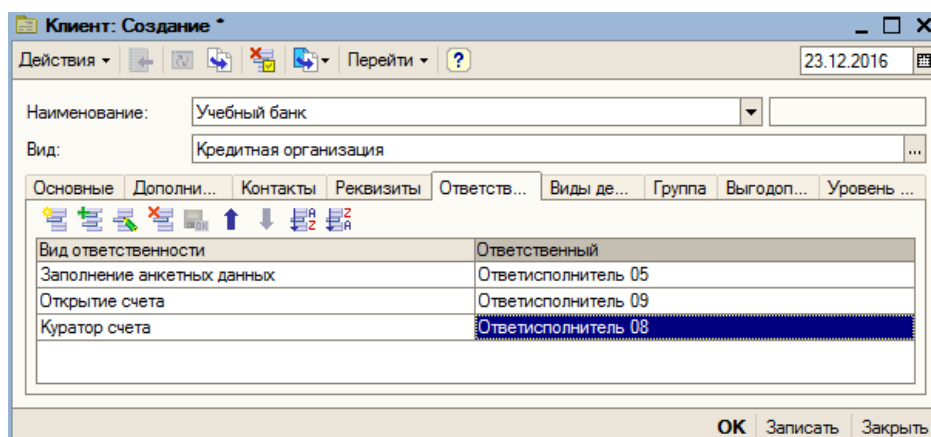 Клиент: Создание *
Действия Перейти ? 23.12.2016
Наименование: Учебный банк
Вид: Кредитная организация ...
Основные Дополни... Контакты Реквизиты Ответств... Виды де... Группа Выгодоп... Уровень ...
Вид ответственности Ответственный
Заполнение анкетных данных Ответисполнитель 05
Открытие счета Ответисполнитель 09
Куратор счета Ответисполнитель 08
OK Записать Закрыть